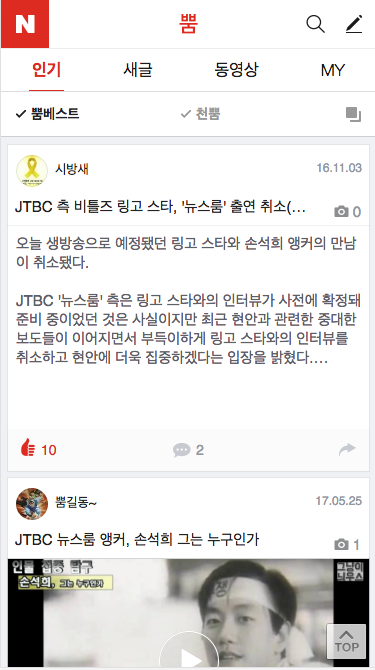 N
뿜
인기 새글 동영상 MY
뿜베스트 천뿜
시방새 16.11.03
JTBC 측 비틀즈 링고 스타, '뉴스룸' 출연 취소(... 0
오늘 생방송으로 예정됐던 링고 스타와 손석희 앵커의 만남
이 취소됐다.
JTBC '뉴스룸' 측은 링고 스타와의 인터뷰가 사전에 확정돼
준비 중이었던 것은 사실이지만 최근 현안과 관련한 중대한
보도들이 이어지면서 부득이하게 링고 스타와의 인터뷰를
취소하고 현안에 더욱 집중하겠다는 입장을 밝혔다....
10 2
뿜길동~ 17.05.25
JTBC 뉴스룸 앵커, 손석희 그는 누구인가 1
인물 집중 탐구
손석희, 그는 누구인가
TOP